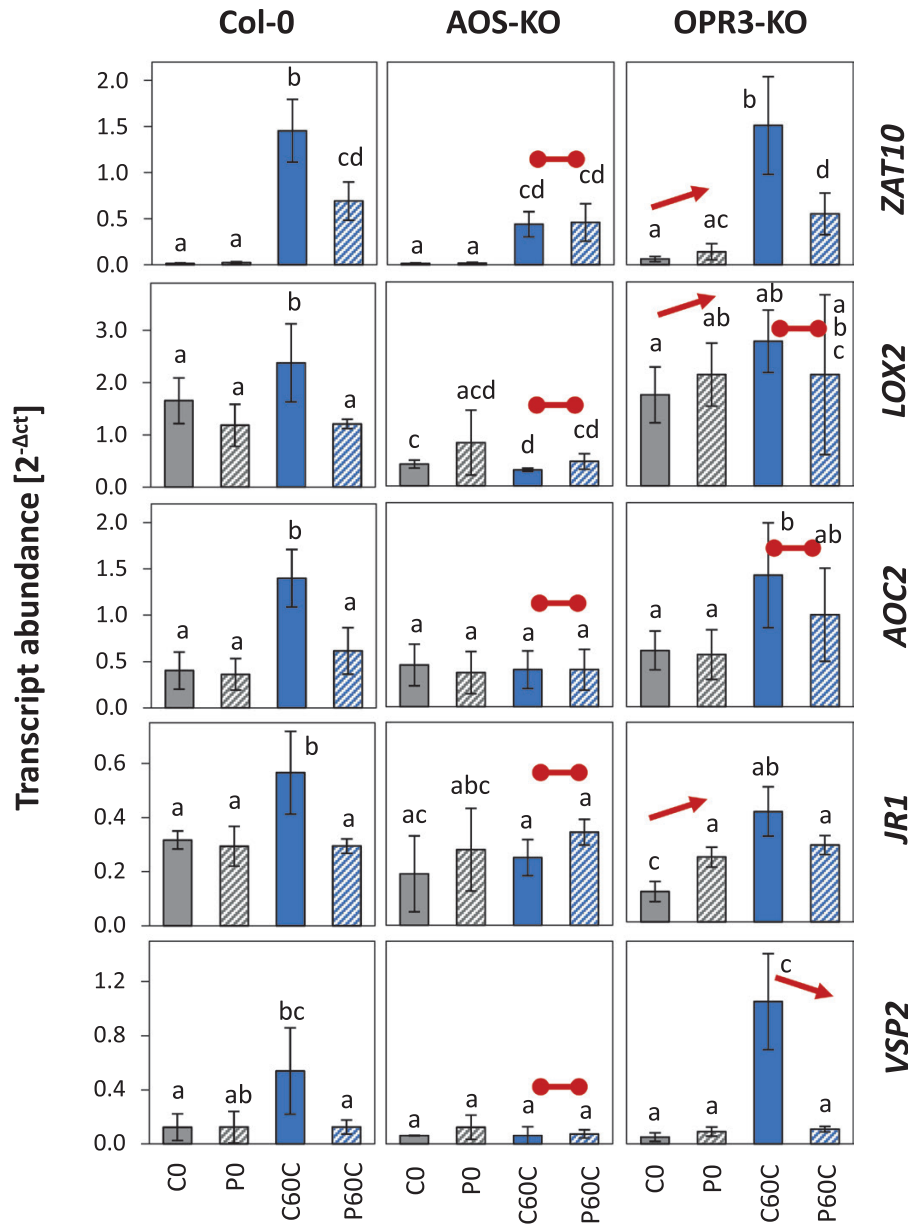 Col-0 AOS-KO OPR3-KO
Transcript abundance [2^-Δct]
2.0 1.5 1.0 0.5 0.0
a a b cd
a a cd cd
a ac b d
ZAT10
3.0 2.0 1.0 0.0
a a b a
c acd d cd
a ab ab a b c
LOX2
2.0 1.5 1.0 0.5 0.0
a a b a
a a a a
a a b ab
AOC2
0.6 0.4 0.2 0.0
a a b a
ac abc a a
c a ab a
JR1
1.2 0.8 0.4 0.0
a ab bc a
a a a a
a a c a
VSP2
C0 P0 C60C P60C C0 P0 C60C P60C C0 P0 C60C P60C